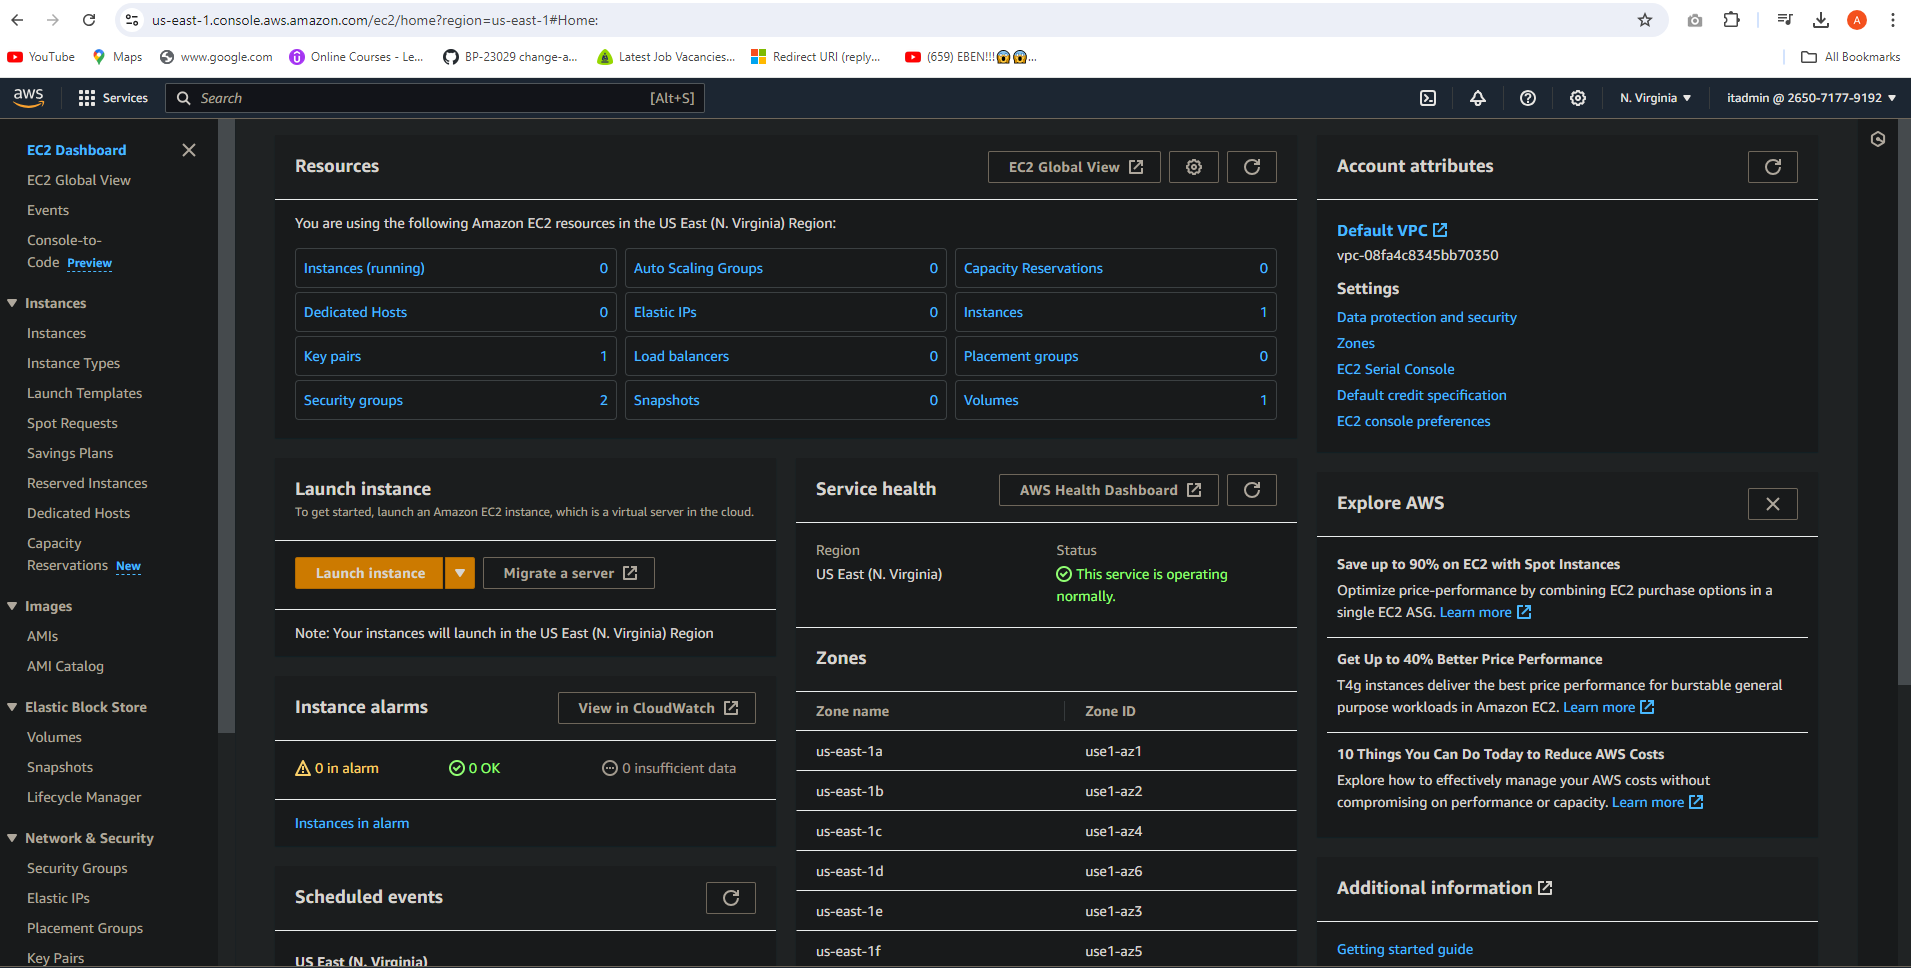 us-east-1.console.aws.amazon.com/ec2/home?region=us-east-1#Home:
A
YouTube
Maps
www.google.com
Online Courses - Le...
BP-23029 change-a...
Latest Job Vacancies...
Redirect URI (reply...
(659) EBEN!!!😱😱...
All Bookmarks
aws
Services
Search
[Alt+S]
N. Virginia
itadmin @ 2650-7177-9192
EC2 Dashboard
EC2 Global View
Events
Console-to-
Code Preview
Instances
Instances
Instance Types
Launch Templates
Spot Requests
Savings Plans
Reserved Instances
Dedicated Hosts
Capacity
Reservations New
Images
AMIs
AMI Catalog
Elastic Block Store
Volumes
Snapshots
Lifecycle Manager
Network & Security
Security Groups
Elastic IPs
Placement Groups
Key Pairs
Resources
EC2 Global View
You are using the following Amazon EC2 resources in the US East (N. Virginia) Region:
Instances (running) 0
Auto Scaling Groups 0
Capacity Reservations 0
Dedicated Hosts 0
Elastic IPs 0
Instances 1
Key pairs 1
Load balancers 0
Placement groups 0
Security groups 2
Snapshots 0
Volumes 1
Launch instance
To get started, launch an Amazon EC2 instance, which is a virtual server in the cloud.
Launch instance
Migrate a server
Note: Your instances will launch in the US East (N. Virginia) Region
Instance alarms
View in CloudWatch
0 in alarm
0 OK
0 insufficient data
Instances in alarm
Scheduled events
US East (N. Virginia)
Service health
AWS Health Dashboard
Region
US East (N. Virginia)
Status
This service is operating
normally.
Zones
Zone name Zone ID
us-east-1a use1-az1
us-east-1b use1-az2
us-east-1c use1-az4
us-east-1d use1-az6
us-east-1e use1-az3
us-east-1f use1-az5
Account attributes
Default VPC
vpc-08fa4c8345bb70350
Settings
Data protection and security
Zones
EC2 Serial Console
Default credit specification
EC2 console preferences
Explore AWS
Save up to 90% on EC2 with Spot Instances
Optimize price-performance by combining EC2 purchase options in a
single EC2 ASG. Learn more
Get Up to 40% Better Price Performance
T4g instances deliver the best price performance for burstable general
purpose workloads in Amazon EC2. Learn more
10 Things You Can Do Today to Reduce AWS Costs
Explore how to effectively manage your AWS costs without
compromising on performance or capacity. Learn more
Additional information
Getting started guide